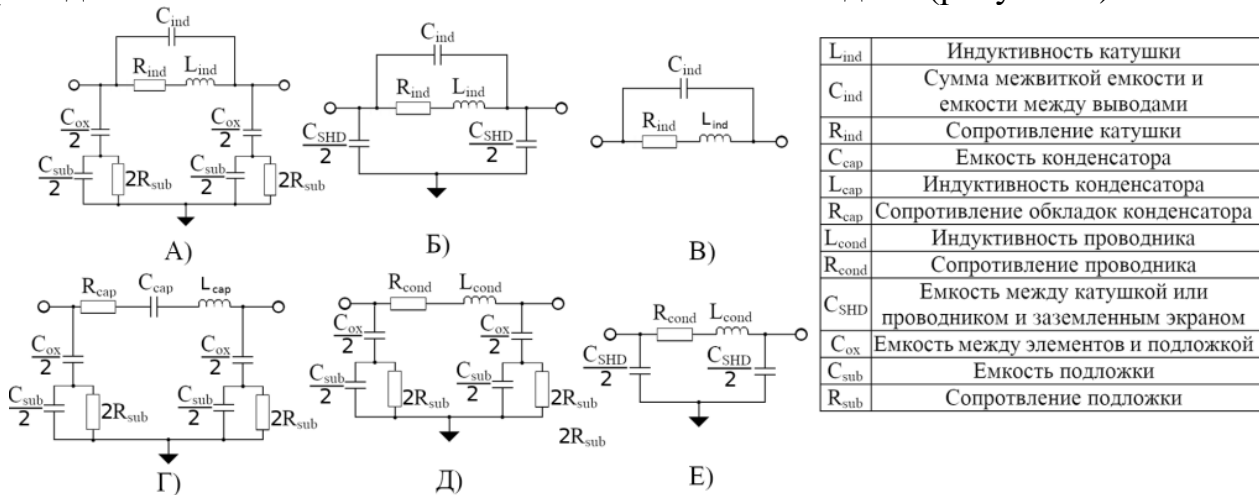 C_ind
R_ind L_ind
C_ox/2 C_ox/2
C_sub/2 2R_sub C_sub/2 2R_sub
А)
C_ind
R_ind L_ind
C_SHD/2 C_SHD/2
Б)
C_ind
R_ind L_ind
В)
R_cap C_cap L_cap
C_ox/2 C_ox/2
C_sub/2 2R_sub C_sub/2 2R_sub
Г)
R_cond L_cond
C_ox/2 C_ox/2
C_sub/2 2R_sub C_sub/2 2R_sub
2R_sub
Д)
R_cond L_cond
C_SHD/2 C_SHD/2
Е)
L_ind Индуктивность катушки
C_ind Сумма межвиткой емкости и
емкости между выводами
R_ind Сопротивление катушки
C_cap Емкость конденсатора
L_cap Индуктивность конденсатора
R_cap Сопротивление обкладок конденсатора
L_cond Индуктивность проводника
R_cond Сопротивление проводника
C_SHD Емкость между катушкой или
проводником и заземленным экраном
C_ox Емкость между элементов и подложкой
C_sub Емкость подложки
R_sub Сопротвление подложки